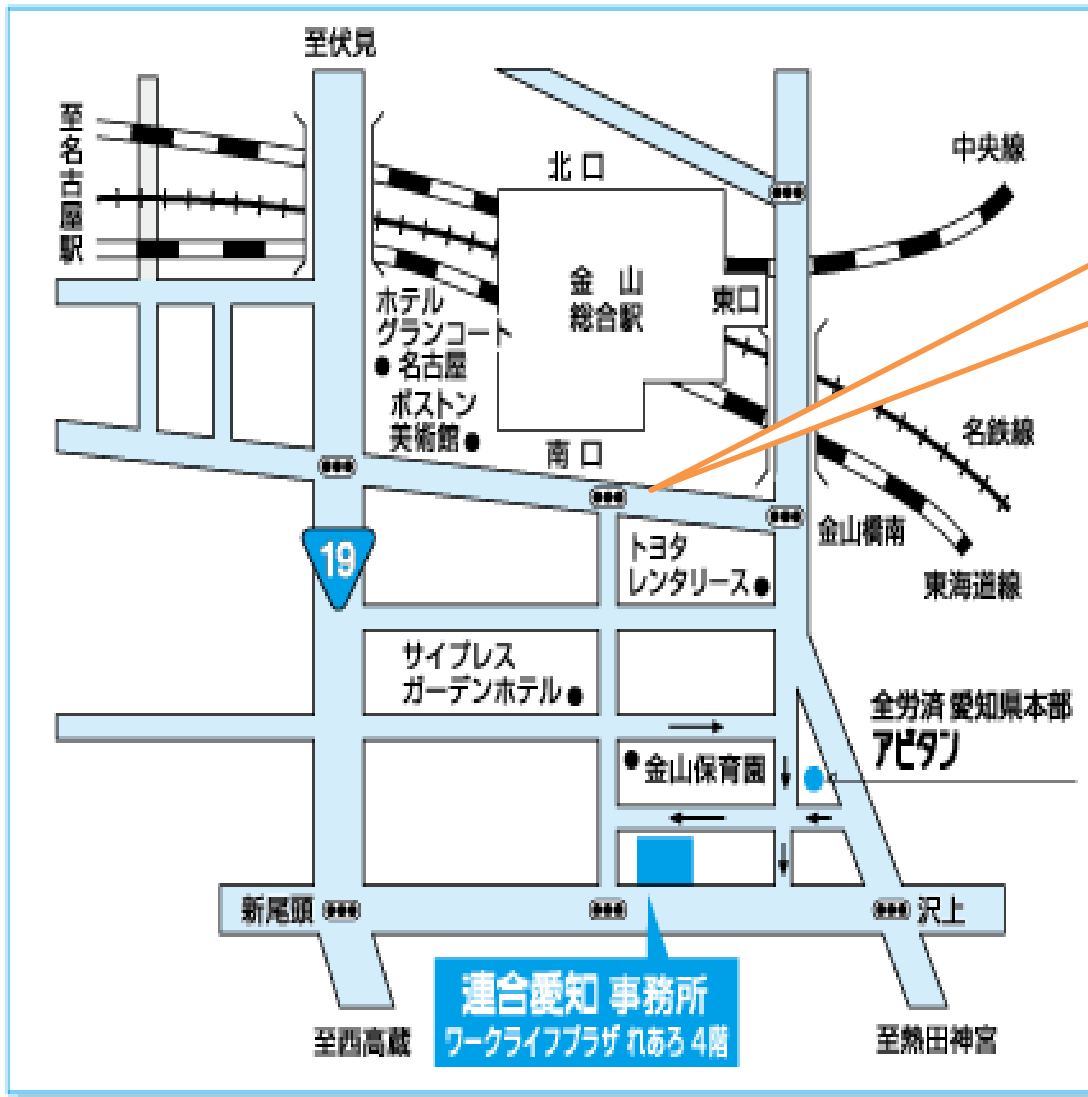 至伏見
至名古屋駅
北口
中央線
金山
総合駅
東口
ホテル
グランコート
名古屋
ボストン
美術館
南口
名鉄線
金山橋南
東海道線
19
トヨタ
レンタリース
サイプレス
ガーデンホテル
全労済 愛知県本部
アピタン
金山保育園
新尾頭
沢上
連合愛知 事務所
ワークライフプラザ れあろ 4階
至西高蔵
至熱田神宮